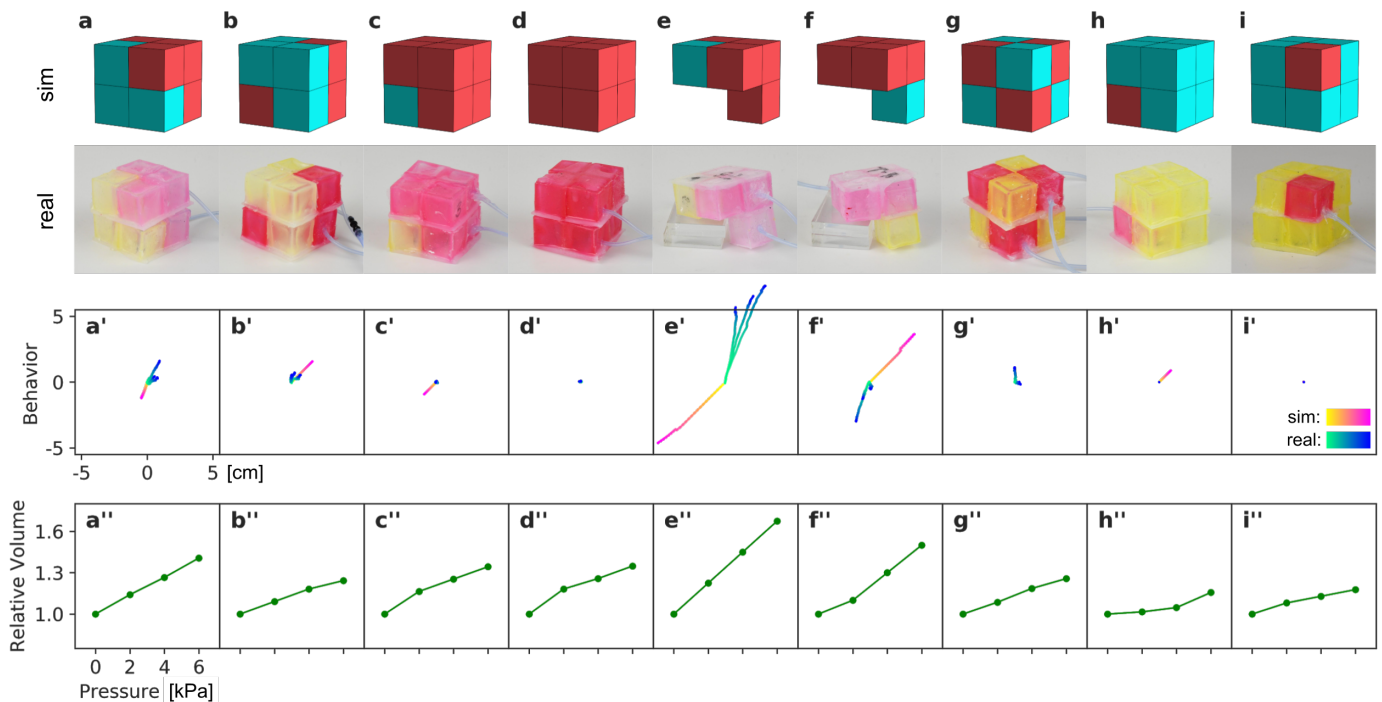 a b c d e f g h i
sim
real
Behavior
5
0
-5
a' b' c' d' e' f' g' h' i'
sim:
real:
-5 0 5 [cm]
Relative Volume
1.6
1.3
1.0
a'' b'' c'' d'' e'' f'' g'' h'' i''
0 2 4 6
Pressure [kPa]